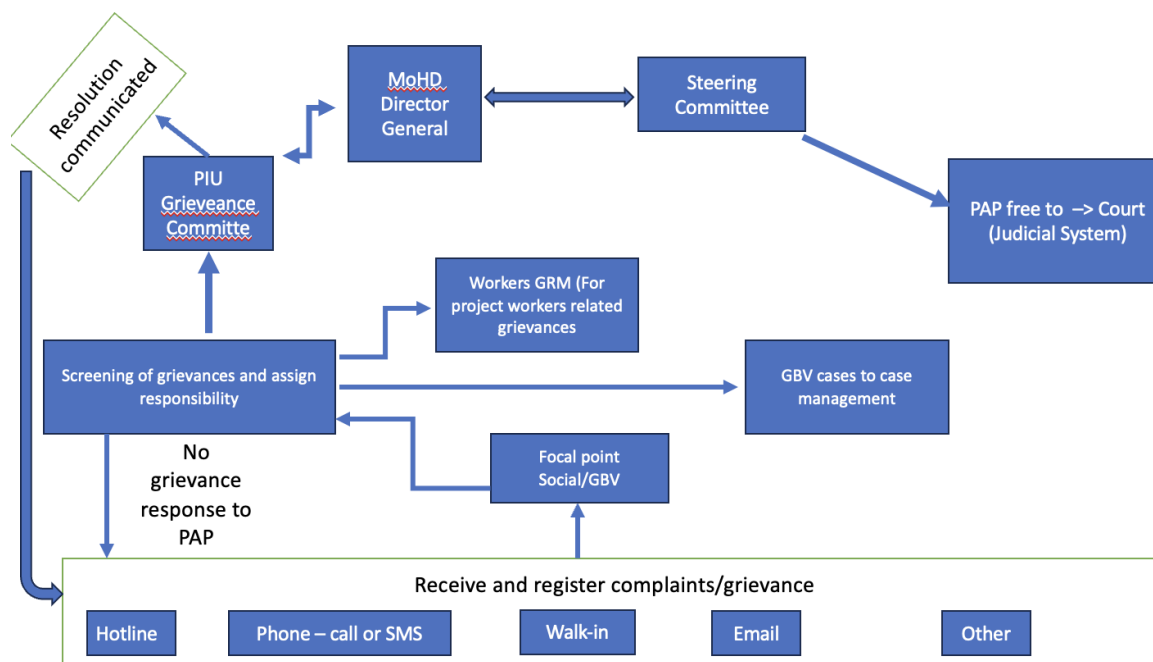 Resolution
communicated
MoHD
Director
General
Steering
Committee
PIU
Grieveance
Committe
PAP free to –> Court
(Judicial System)
Workers GRM (For
project workers related
grievances
Screening of grievances and assign
responsibility
GBV cases to case
management
No
grievance
response to
PAP
Focal point
Social/GBV
Receive and register complaints/grievance
Hotline
Phone – call or SMS
Walk-in
Email
Other